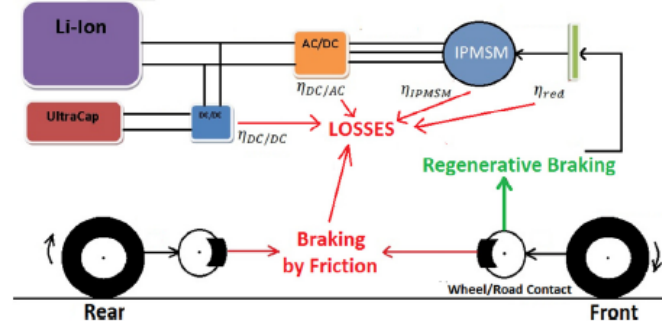 Li-Ion
AC/DC
IPMSM
UltraCap
DC/DC
η_DC/AC
η_IPMSM
η_red
η_DC/DC
LOSSES
Regenerative Braking
Braking
by Friction
Wheel/Road Contact
Rear
Front